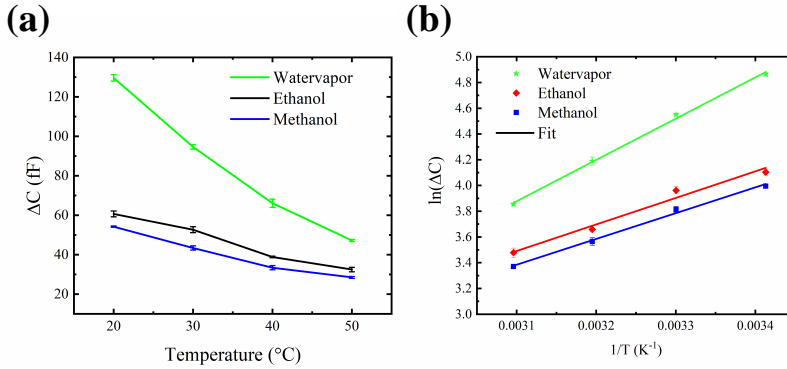 (a)
140
120
100
80
60
40
20
ΔC (fF)
Watervapor
Ethanol
Methanol
20
30
40
50
Temperature (°C)
(b)
5.0
4.8
4.6
4.4
4.2
4.0
3.8
3.6
3.4
3.2
3.0
ln(ΔC)
Watervapor
Ethanol
Methanol
Fit
0.0031
0.0032
0.0033
0.0034
1/T (K⁻¹)